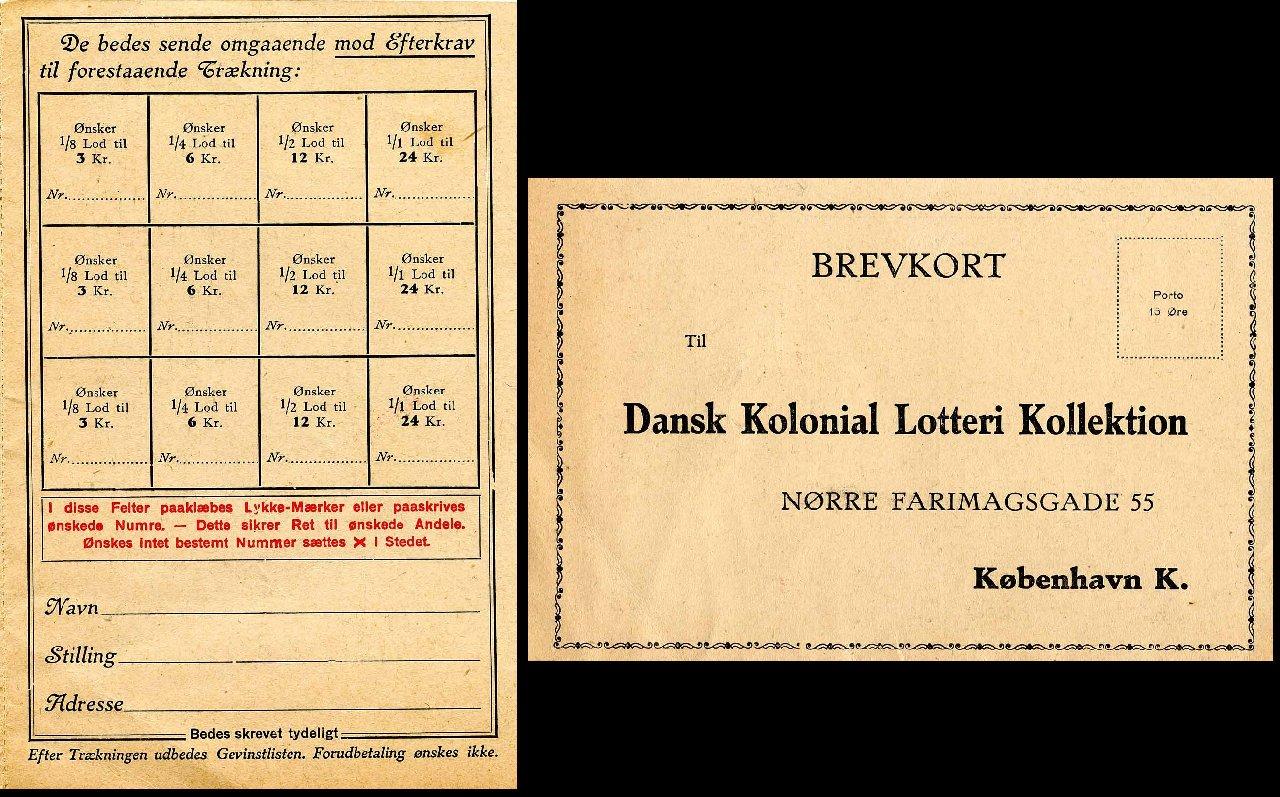 De bedes sende omgaaende mod Efterkrav
til forestaaende Trækning:
Ønsker
1/8 Lod til
3 Kr.
Nr.
Ønsker
1/4 Lod til
6 Kr.
Nr.
Ønsker
1/2 Lod til
12 Kr.
Nr.
Ønsker
1/1 Lod til
24 Kr.
Nr.
Ønsker
1/8 Lod til
3 Kr.
Nr.
Ønsker
1/4 Lod til
6 Kr.
Nr.
Ønsker
1/2 Lod til
12 Kr.
Nr.
Ønsker
1/1 Lod til
24 Kr.
Nr.
Ønsker
1/8 Lod til
3 Kr.
Nr.
Ønsker
1/4 Lod til
6 Kr.
Nr.
Ønsker
1/2 Lod til
12 Kr.
Nr.
Ønsker
1/1 Lod til
24 Kr.
Nr.
I disse Felter paaklæbes Lykke-Mærker eller paaskrives
ønskede Numre. — Dette sikrer Ret til ønskede Andele.
Ønskes intet bestemt Nummer sættes X i Stedet.
Navn
Stilling
Adresse
Bedes skrevet tydeligt
Efter Trækningen udbedes Gevinstlisten. Forudbetaling ønskes ikke.
BREVKORT
Porto
15 Øre
Til
Dansk Kolonial Lotteri Kollektion
NØRRE FARIMAGSGADE 55
København K.